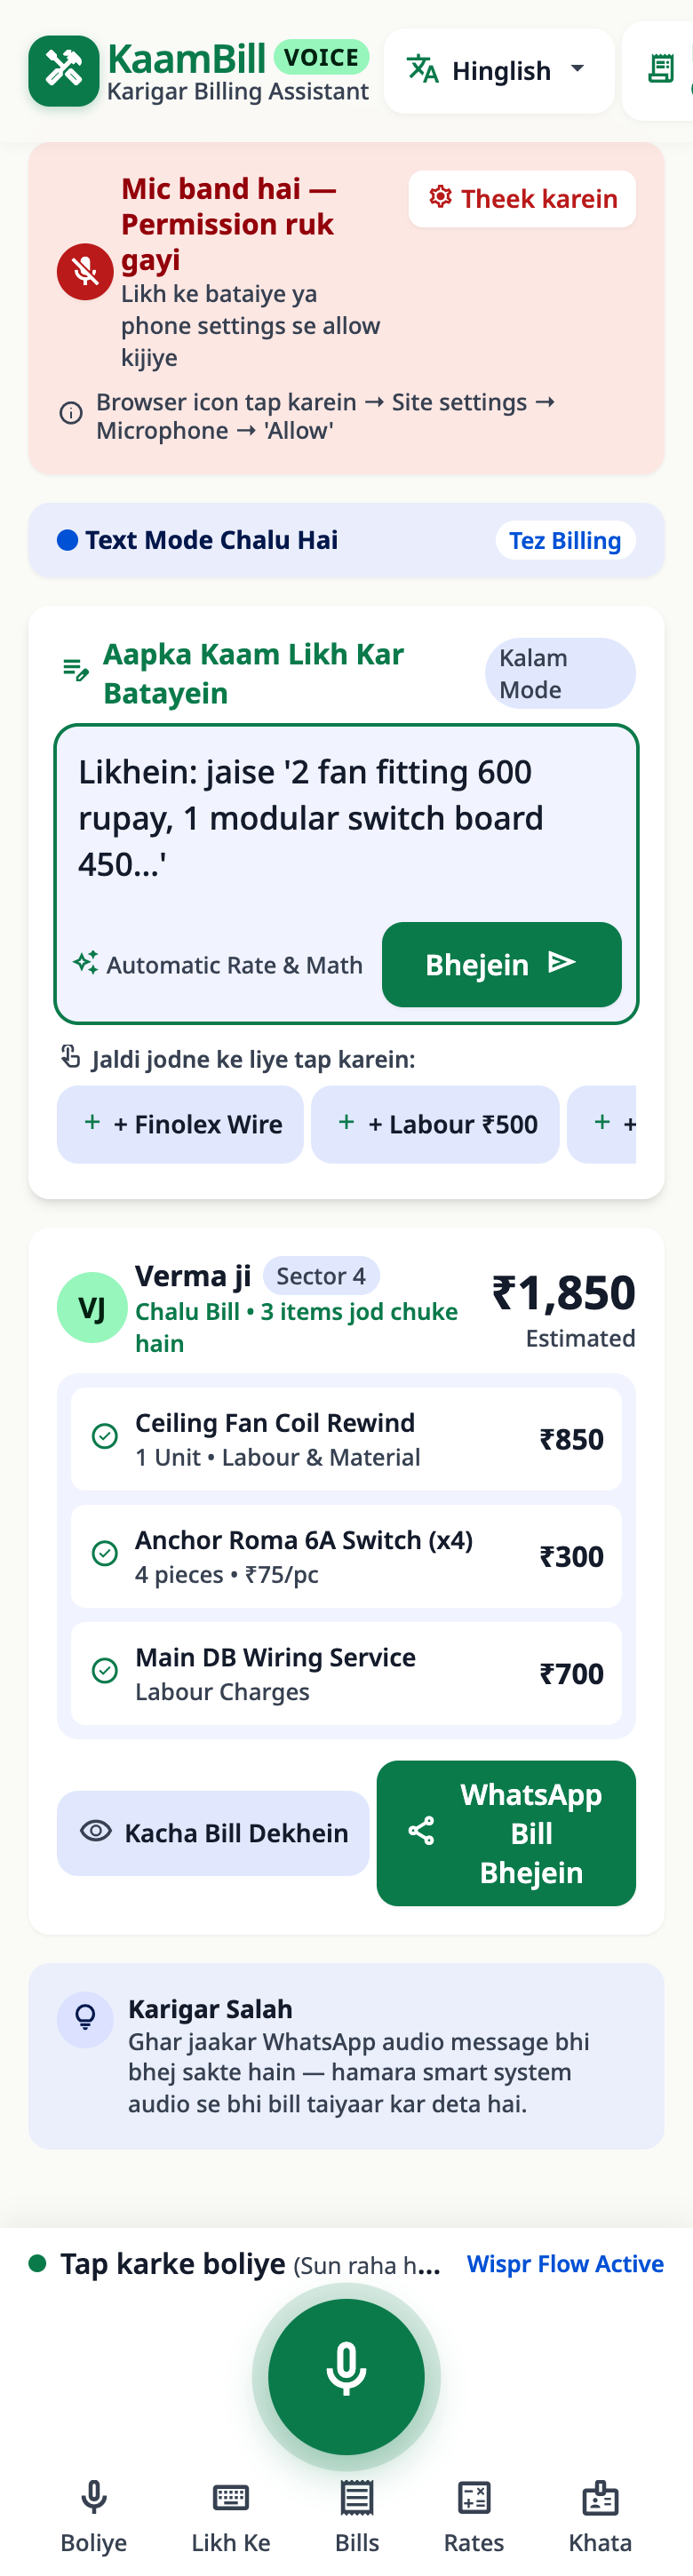 KaamBill VOICE
Karigar Billing Assistant
Hinglish
Mic band hai —
Permission ruk
gayi
Theek karein
Likh ke bataiye ya
phone settings se allow
kijiye
Browser icon tap karein → Site settings →
Microphone → 'Allow'
Text Mode Chalu Hai
Tez Billing
Aapka Kaam Likh Kar
Batayein
Kalam
Mode
Likhein: jaise '2 fan fitting 600
rupay, 1 modular switch board
450...'
Automatic Rate & Math
Bhejein
Jaldi jodne ke liye tap karein:
+ + Finolex Wire
+ + Labour ₹500
+ +
VJ
Verma ji
Sector 4
Chalu Bill • 3 items jod chuke
hain
₹1,850
Estimated
Ceiling Fan Coil Rewind
1 Unit • Labour & Material
₹850
Anchor Roma 6A Switch (x4)
4 pieces • ₹75/pc
₹300
Main DB Wiring Service
Labour Charges
₹700
Kacha Bill Dekhein
WhatsApp
Bill
Bhejein
Karigar Salah
Ghar jaakar WhatsApp audio message bhi
bhej sakte hain — hamara smart system
audio se bhi bill taiyaar kar deta hai.
Tap karke boliye (Sun raha h...
Wispr Flow Active
Boliye
Likh Ke
Bills
Rates
Khata